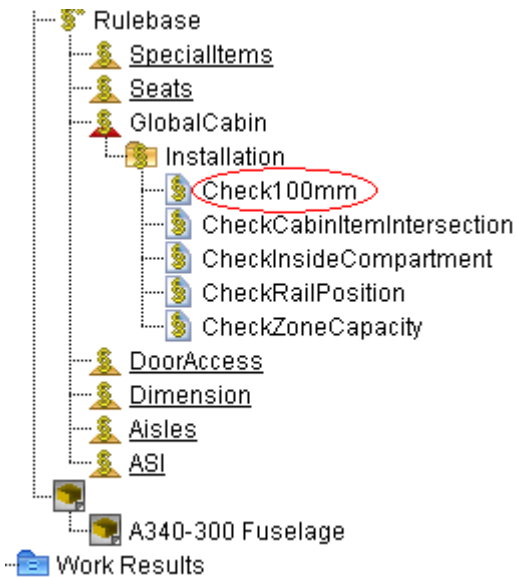 Rulebase
SpecialItems
Seats
GlobalCabin
Installation
Check100mm
CheckCabinItemIntersection
CheckInsideCompartment
CheckRailPosition
CheckZoneCapacity
DoorAccess
Dimension
Aisles
ASI
A340-300 Fuselage
Work Results